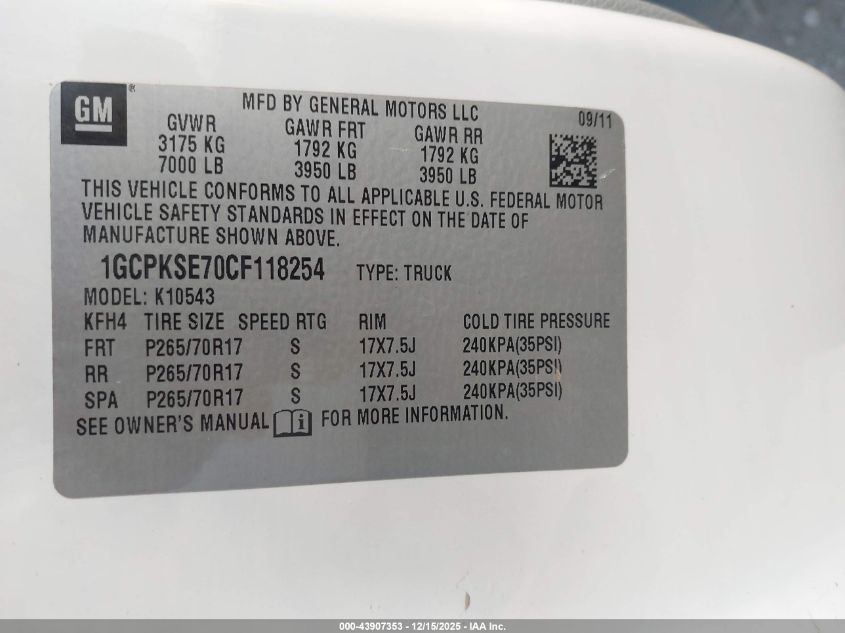 GM®
MFD BY GENERAL MOTORS LLC
09/11
GVWR GAWR FRT GAWR RR
3175 KG 1792 KG 1792 KG
7000 LB 3950 LB 3950 LB
THIS VEHICLE CONFORMS TO ALL APPLICABLE U.S. FEDERAL MOTOR
VEHICLE SAFETY STANDARDS IN EFFECT ON THE DATE OF
MANUFACTURE SHOWN ABOVE.
1GCPKSE70CF118254 TYPE: TRUCK
MODEL: K10543
KFH4 TIRE SIZE SPEED RTG RIM COLD TIRE PRESSURE
FRT P265/70R17 S 17X7.5J 240KPA(35PSI)
RR P265/70R17 S 17X7.5J 240KPA(35PSI)
SPA P265/70R17 S 17X7.5J 240KPA(35PSI)
SEE OWNER'S MANUAL i FOR MORE INFORMATION.
000-43907353 - 12/15/2025 - IAA Inc.